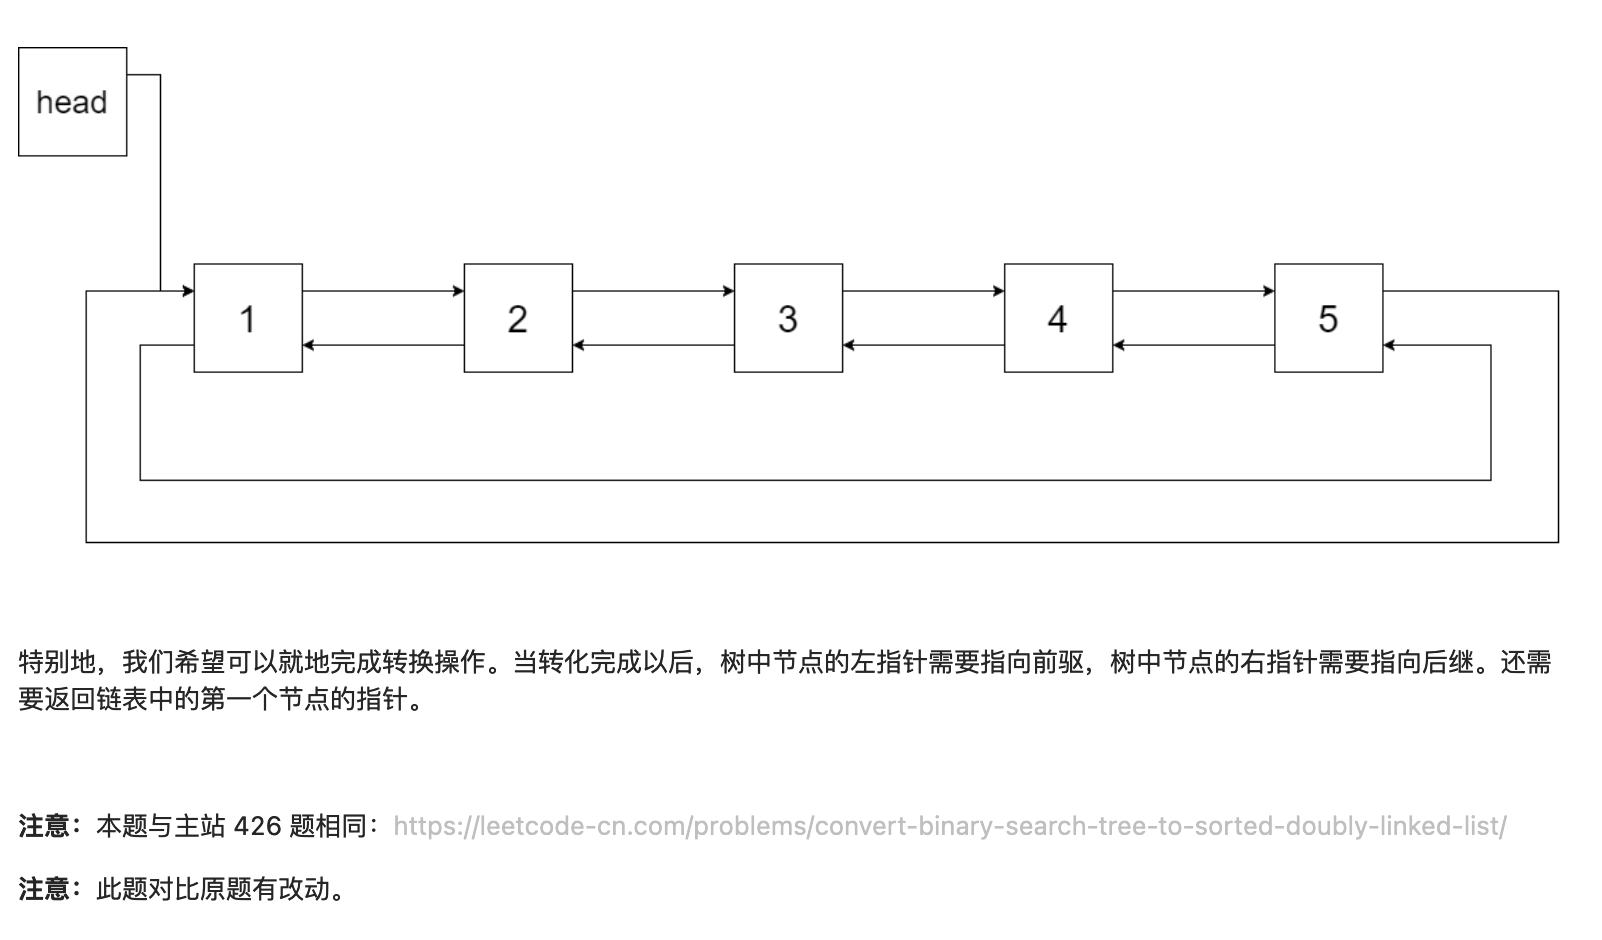 head
1 2 3 4 5
特别地，我们希望可以就地完成转换操作。当转化完成以后，树中节点的左指针需要指向前驱，树中节点的右指针需要指向后继。还需
要返回链表中的第一个节点的指针。
注意：本题与主站 426 题相同：https://leetcode-cn.com/problems/convert-binary-search-tree-to-sorted-doubly-linked-list/
注意：此题对比原题有改动。